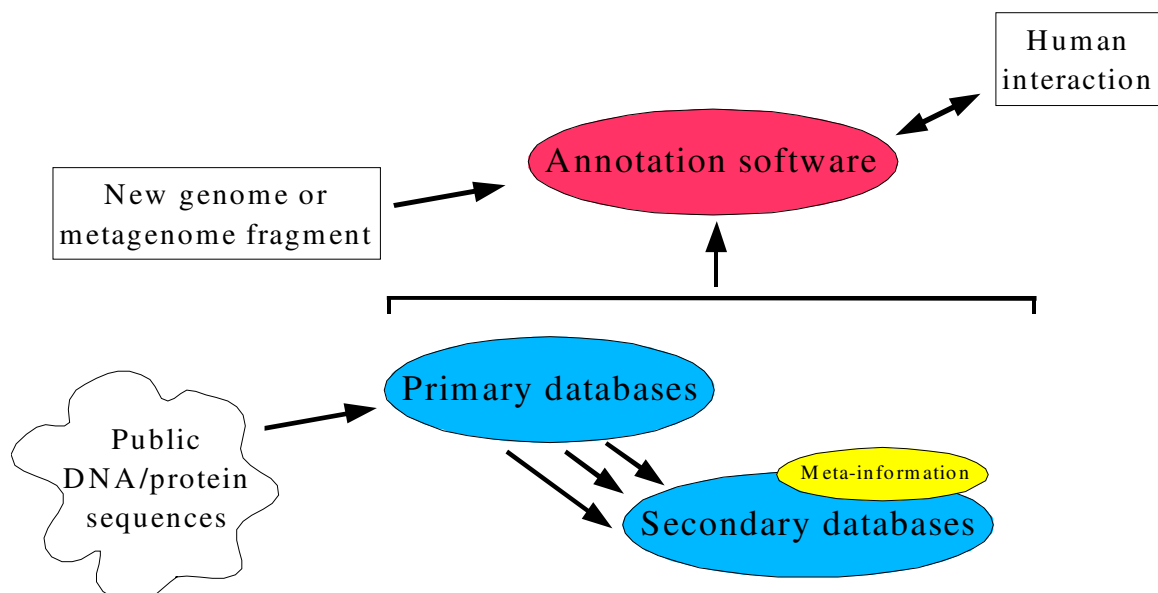 Human
interaction
Annotation software
New genome or
metagenome fragment
Primary databases
Public
DNA/protein
sequences
Meta-information
Secondary databases